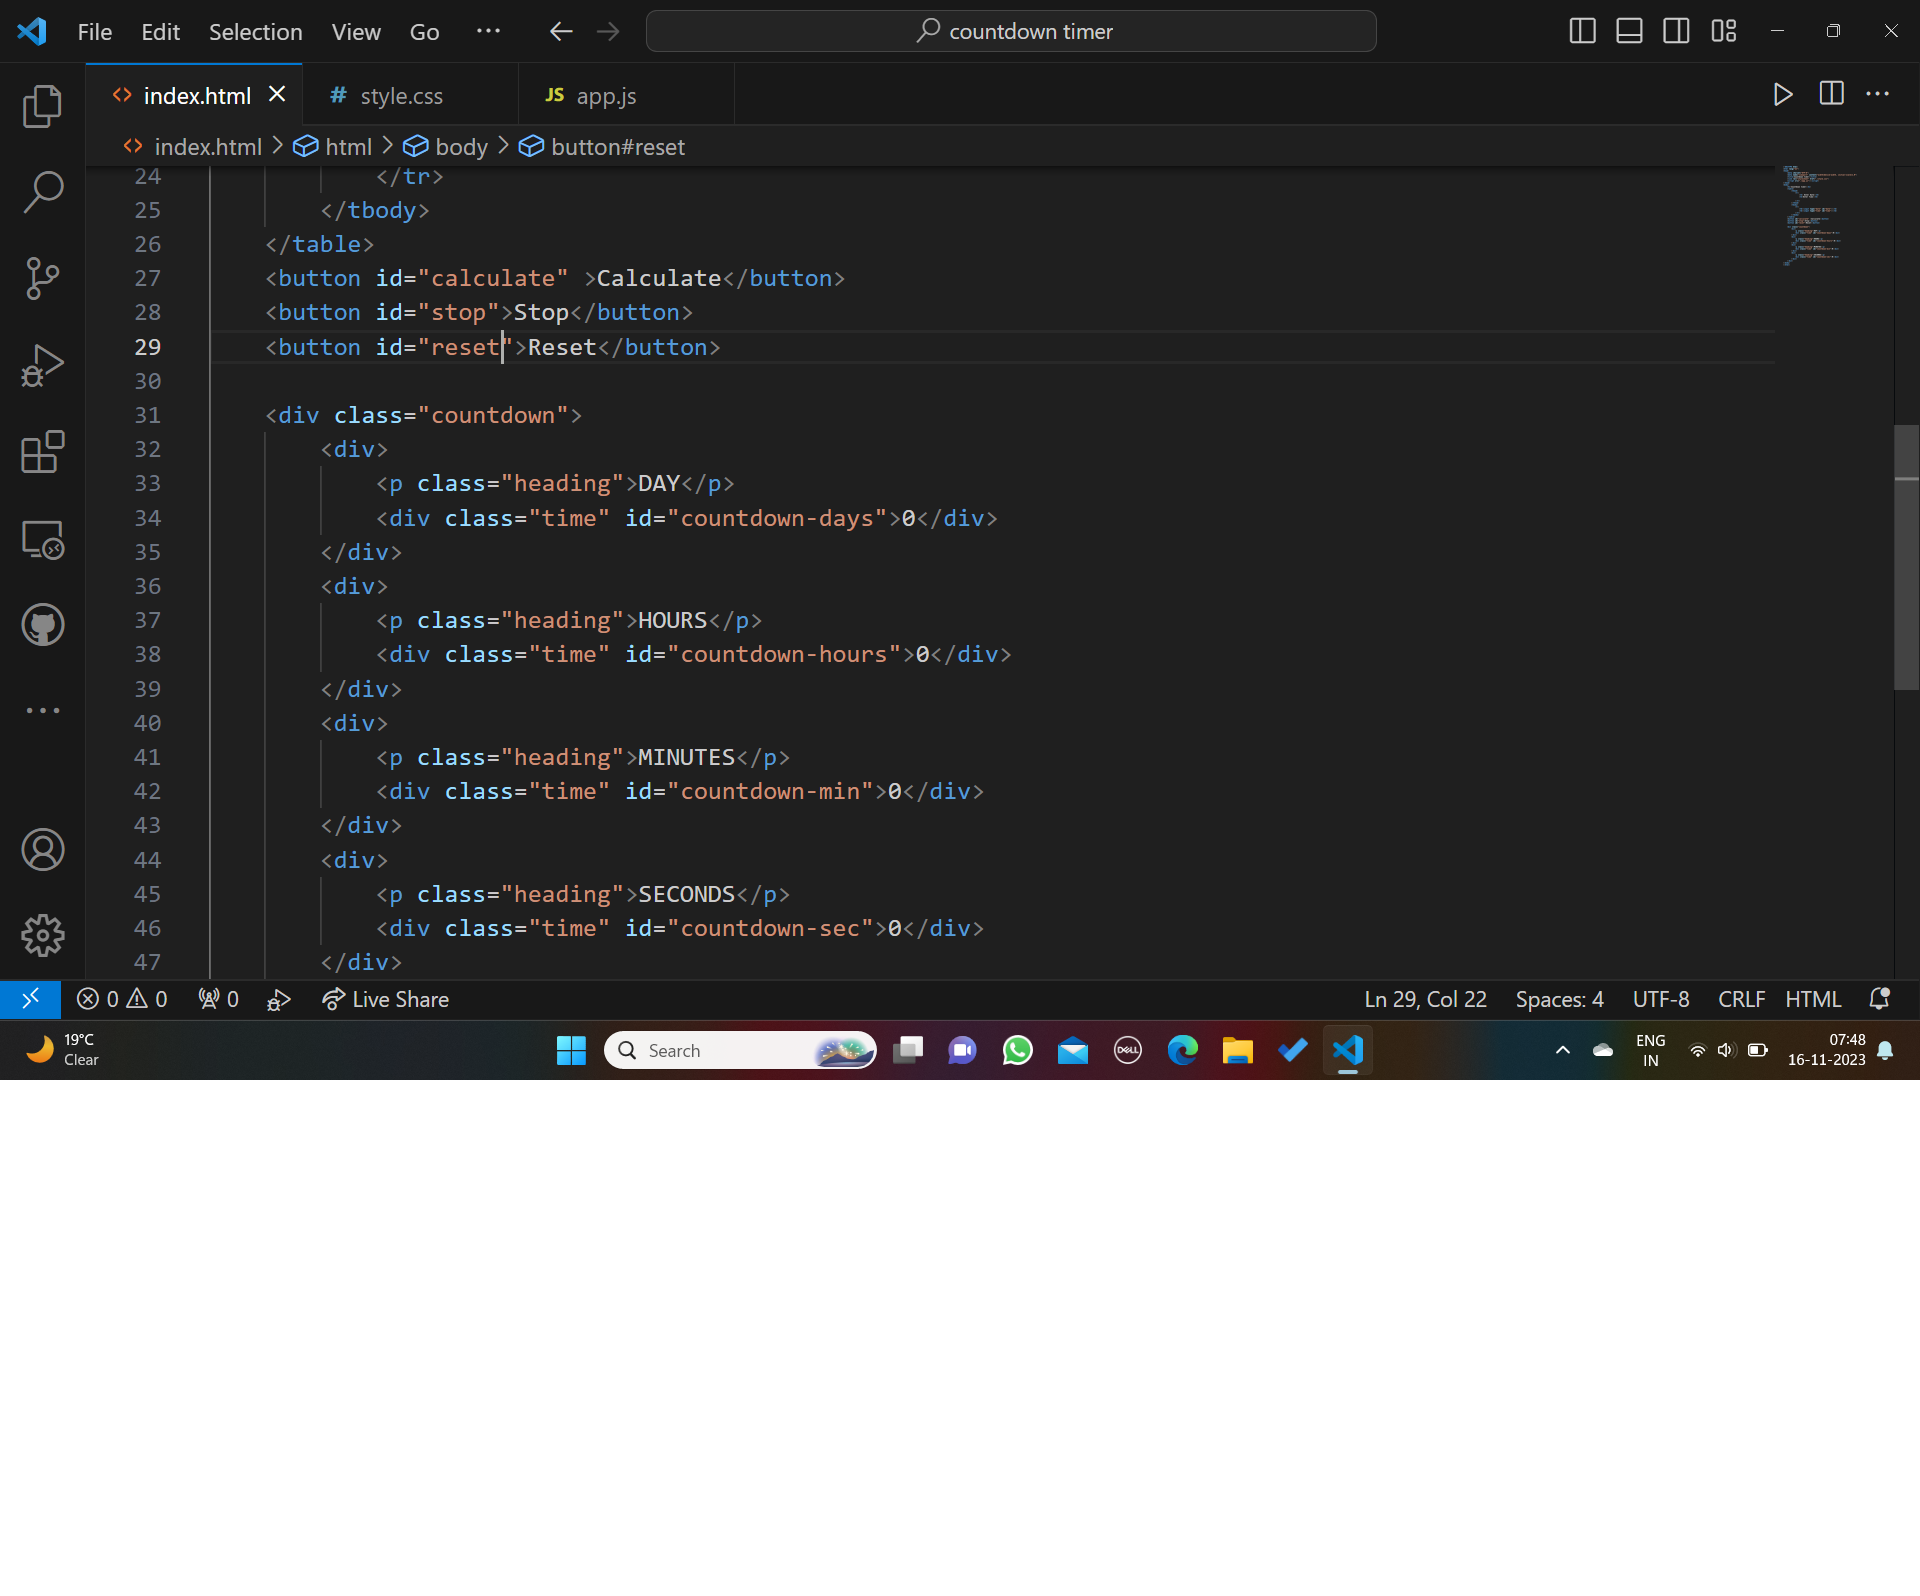 File Edit Selection View Go ··· countdown timer
index.html style.css JS app.js
index.html > html > body > button#reset
24 </tr>
25 </tbody>
26 </table>
27 <button id="calculate" >Calculate</button>
28 <button id="stop">Stop</button>
29 <button id="reset">Reset</button>
30
31 <div class="countdown">
32 <div>
33 <p class="heading">DAY</p>
34 <div class="time" id="countdown-days">0</div>
35 </div>
36 <div>
37 <p class="heading">HOURS</p>
38 <div class="time" id="countdown-hours">0</div>
39 </div>
40 <div>
41 <p class="heading">MINUTES</p>
42 <div class="time" id="countdown-min">0</div>
43 </div>
44 <div>
45 <p class="heading">SECONDS</p>
46 <div class="time" id="countdown-sec">0</div>
47 </div>
0 0 0 Live Share Ln 29, Col 22 Spaces: 4 UTF-8 CRLF HTML
19°C
Clear
Search
DELL
ENG
IN
07:48
16-11-2023